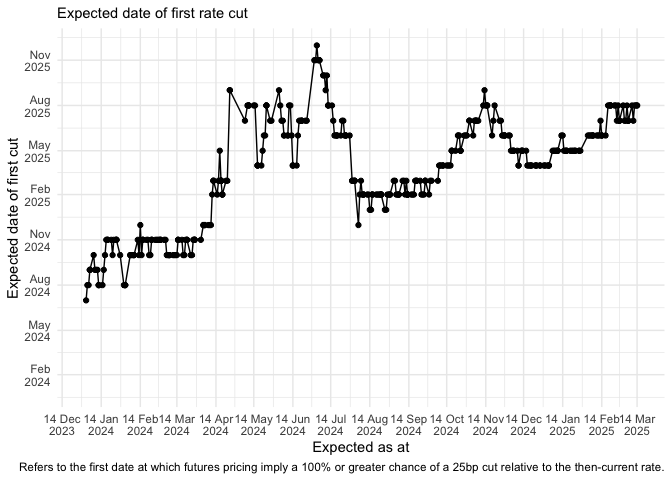 Expected date of first rate cut
Expected date of first cut
Nov
2025
Aug
2025
May
2025
Feb
2025
Nov
2024
Aug
2024
May
2024
Feb
2024
14 Dec 14 Jan 14 Feb 14 Mar 14 Apr 14 May 14 Jun 14 Jul 14 Aug 14 Sep 14 Oct 14 Nov 14 Dec 14 Jan 14 Feb 14 Mar
2023 2024 2024 2024 2024 2024 2024 2024 2024 2024 2024 2024 2024 2025 2025 2025
Expected as at
Refers to the first date at which futures pricing imply a 100% or greater chance of a 25bp cut relative to the then-current rate.